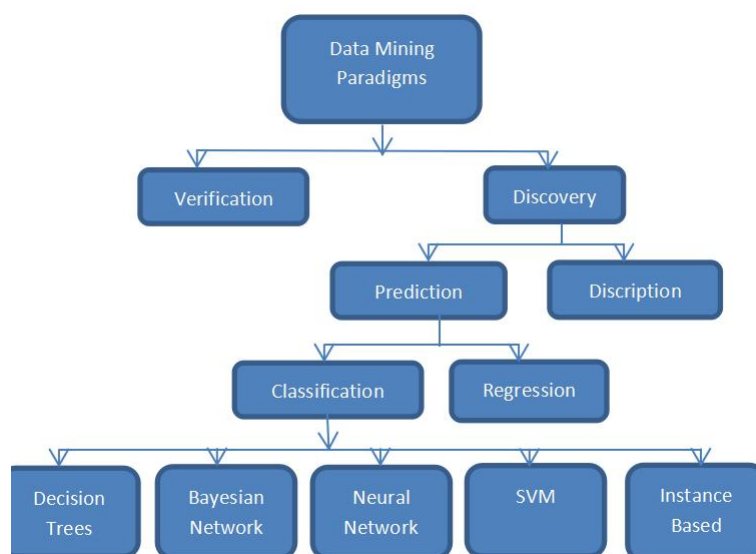 Data Mining
Paradigms
Verification
Discovery
Prediction
Discription
Classification
Regression
Decision
Trees
Bayesian
Network
Neural
Network
SVM
Instance
Based